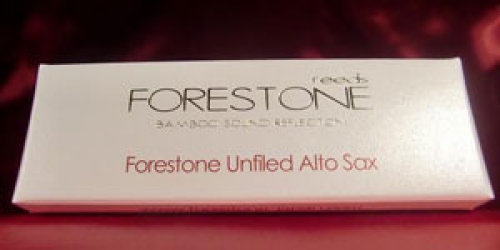 reeds
FORESTONE
BAMBOO SOUND REFLECTION
Forestone Unfiled Alto Sax